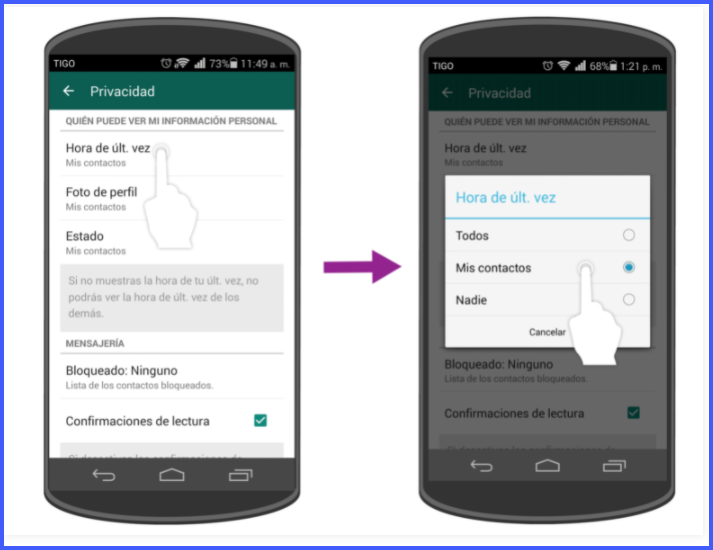 TIGO 73% 11:49 a. m.
Privacidad
QUIÉN PUEDE VER MI INFORMACIÓN PERSONAL
Hora de últ. vez
Mis contactos
Foto de perfil
Mis contactos
Estado
Mis contactos
Si no muestras la hora de tu últ. vez, no
podrás ver la hora de últ. vez de los
demás.
MENSAJERÍA
Bloqueado: Ninguno
Lista de los contactos bloqueados.
Confirmaciones de lectura
TIGO 68% 1:21 p. m.
Privacidad
QUIÉN PUEDE VER MI INFORMACIÓN PERSONAL
Hora de últ. vez
Mis contactos
Hora de últ. vez
Todos
Mis contactos
Nadie
Cancelar
Bloqueado: Ninguno
Lista de los contactos bloqueados.
Confirmaciones de lectura